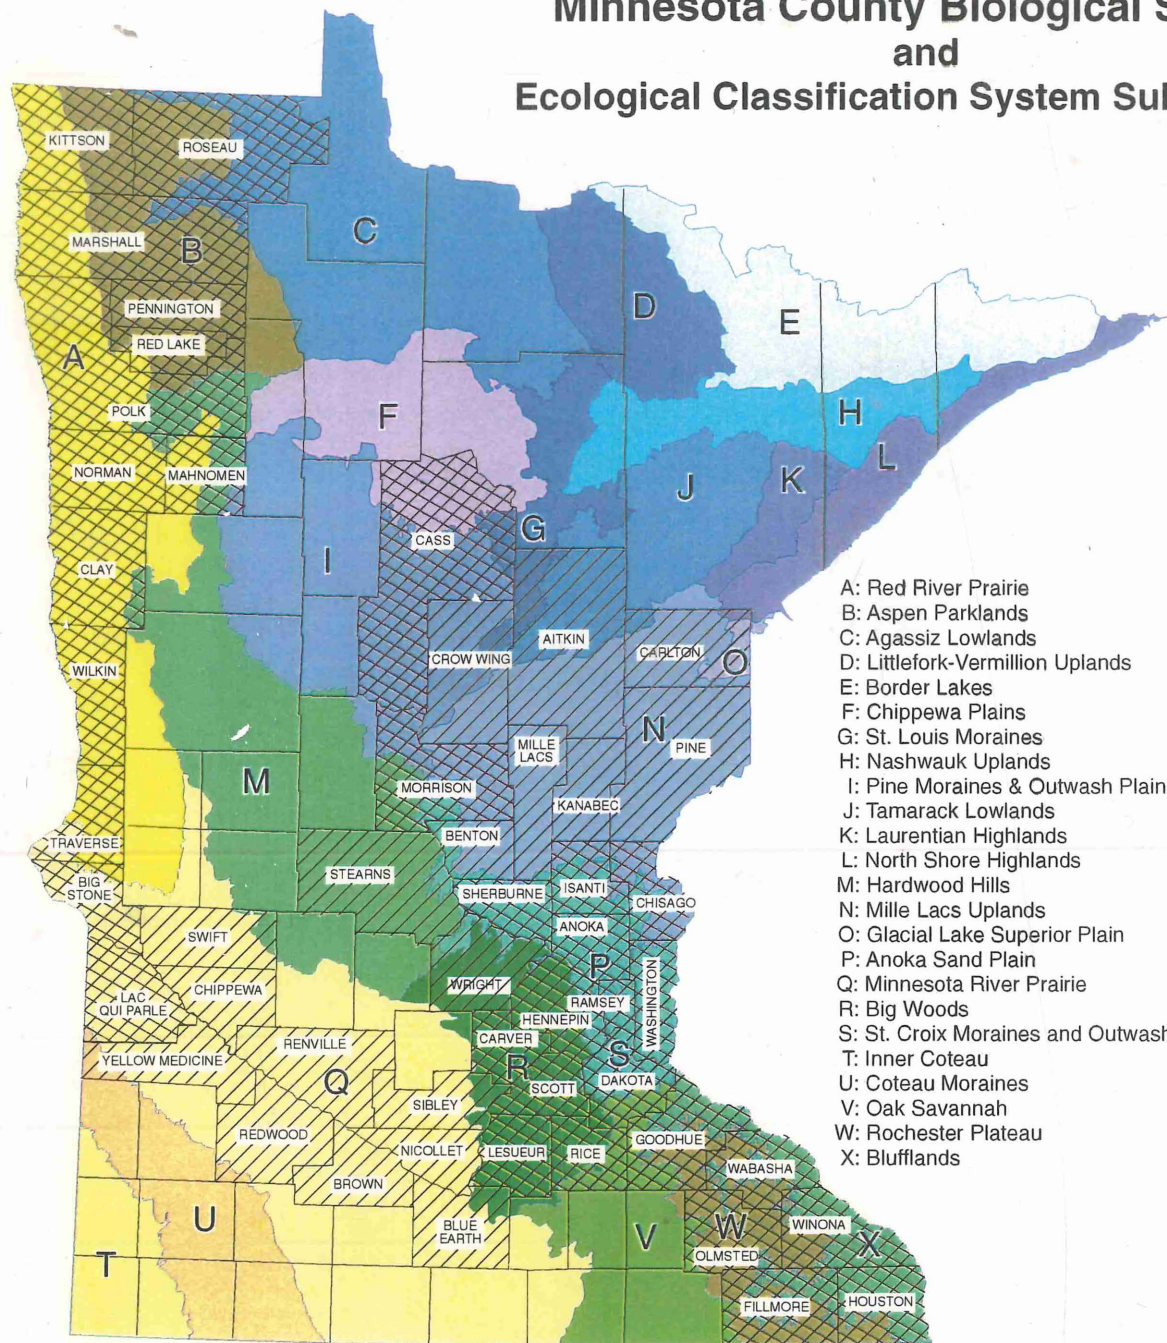 Minnesota County Biological S
and
Ecological Classification System Su
KITTSON
ROSEAU
C
MARSHALL
B
D
PENNINGTON
E
RED LAKE
A
POLK
F
H
L
NORMAN
MAHNOMEN
K
J
G
CASS
I
CLAY
AITKIN
CARLTON
CROW WING
O
WILKIN
N
PINE
MILLE
LACS
M
MORRISON
KANABEC
BENTON
TRAVERSE
STEARNS
BIG
STONE
SHERBURNE
ISANTI
CHISAGO
ANOKA
SWIFT
P
WRIGHT
CHIPPEWA
RAMSEY
WASHINGTON
LAC
QUI PARLE
HENNEPIN
CARVER
RENVILLE
S
YELLOW MEDICINE
R
Q
DAKOTA
SCOTT
SIBLEY
REDWOOD
GOODHUE
NICOLLET
LESUEUR
RICE
WABASHA
BROWN
U
BLUE
EARTH
V
W
WINONA
X
T
OLMSTED
FILLMORE
HOUSTON
A: Red River Prairie
B: Aspen Parklands
C: Agassiz Lowlands
D: Littlefork-Vermillion Uplands
E: Border Lakes
F: Chippewa Plains
G: St. Louis Moraines
H: Nashwauk Uplands
I: Pine Moraines & Outwash Plain
J: Tamarack Lowlands
K: Laurentian Highlands
L: North Shore Highlands
M: Hardwood Hills
N: Mille Lacs Uplands
O: Glacial Lake Superior Plain
P: Anoka Sand Plain
Q: Minnesota River Prairie
R: Big Woods
S: St. Croix Moraines and Outwash
T: Inner Coteau
U: Coteau Moraines
V: Oak Savannah
W: Rochester Plateau
X: Blufflands